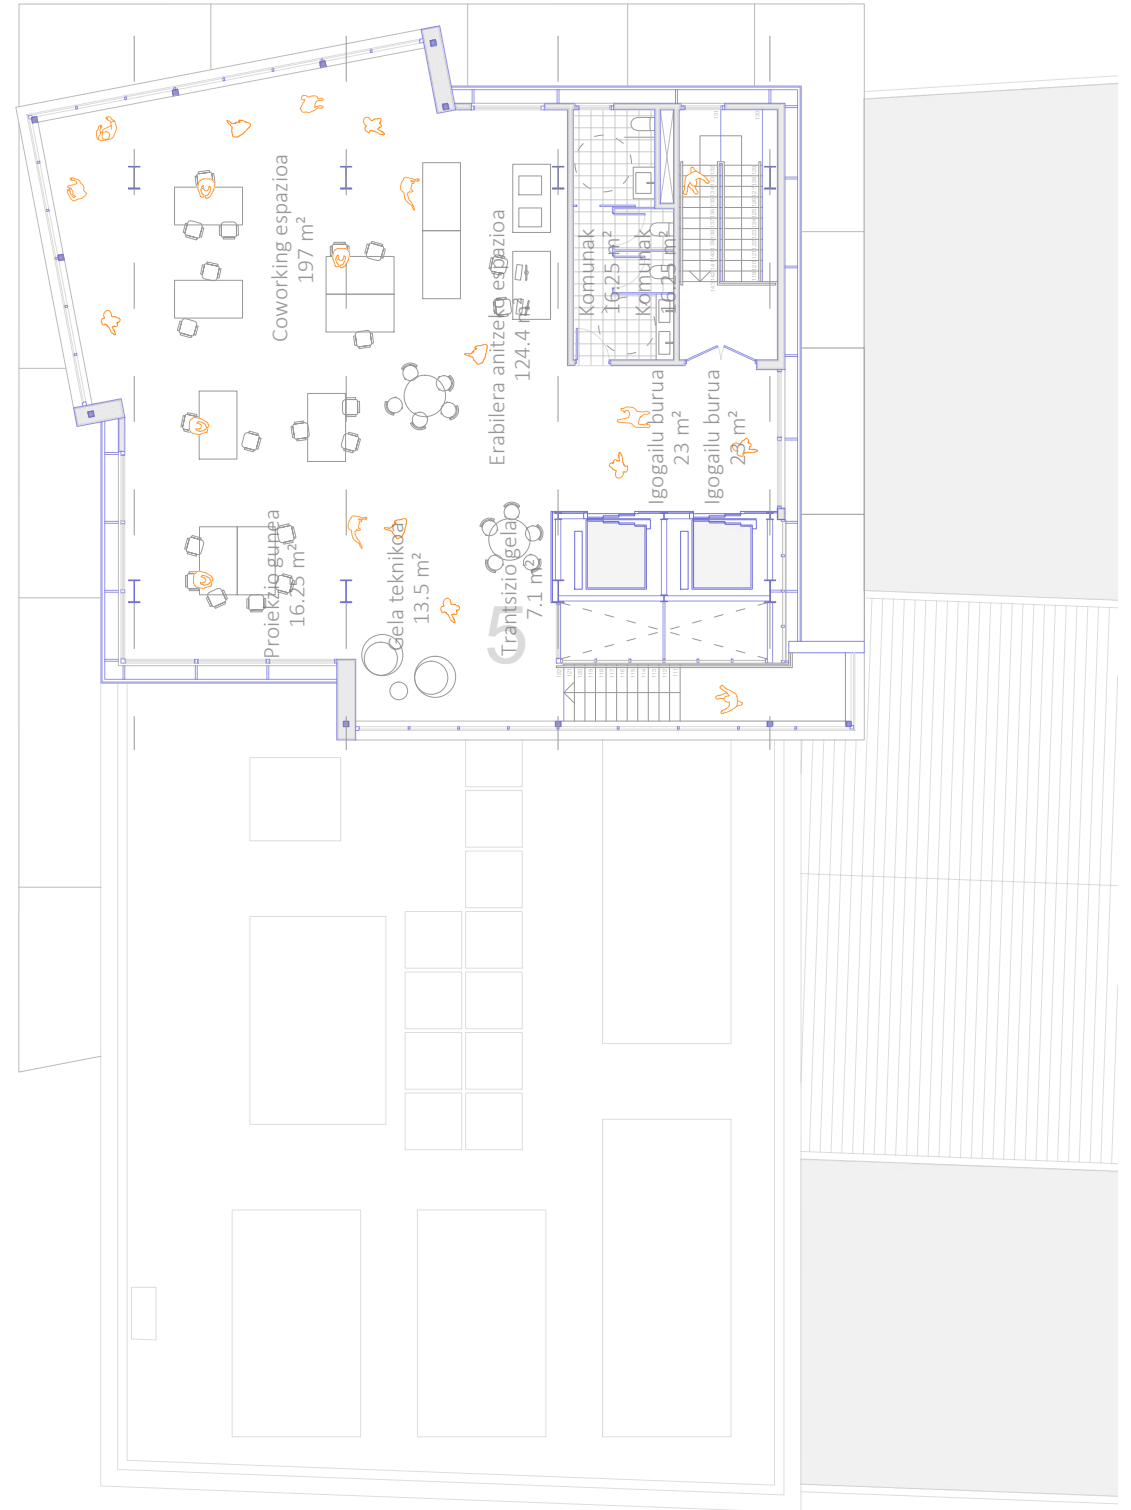 Coworking espazioa
197 m²
Erabilera anitzeko espazioa
124.4 m²
Komunak
16.25 m²
Komunak
16.25 m²
Igogailu burua
23 m²
Igogailu burua
23 m²
Proiekzio gunea
16.25 m²
Gela teknikoa
13.5 m²
Trantsizio gela
7.1 m²
5